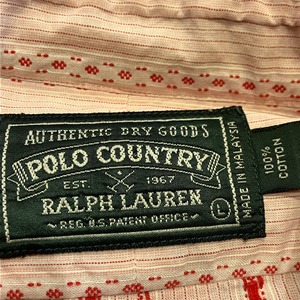 AUTHENTIC DRY GOODS
POLO COUNTRY
EST. 1967
RALPH LAUREN
REG. U.S. PATENT OFFICE
L
MADE IN MALAYSIA
100%
COTTON